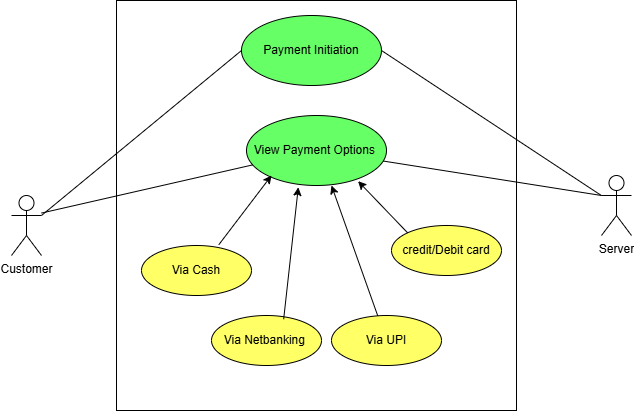 Payment Initiation
View Payment Options
Customer
Server
credit/Debit card
Via Cash
Via Netbanking
Via UPI